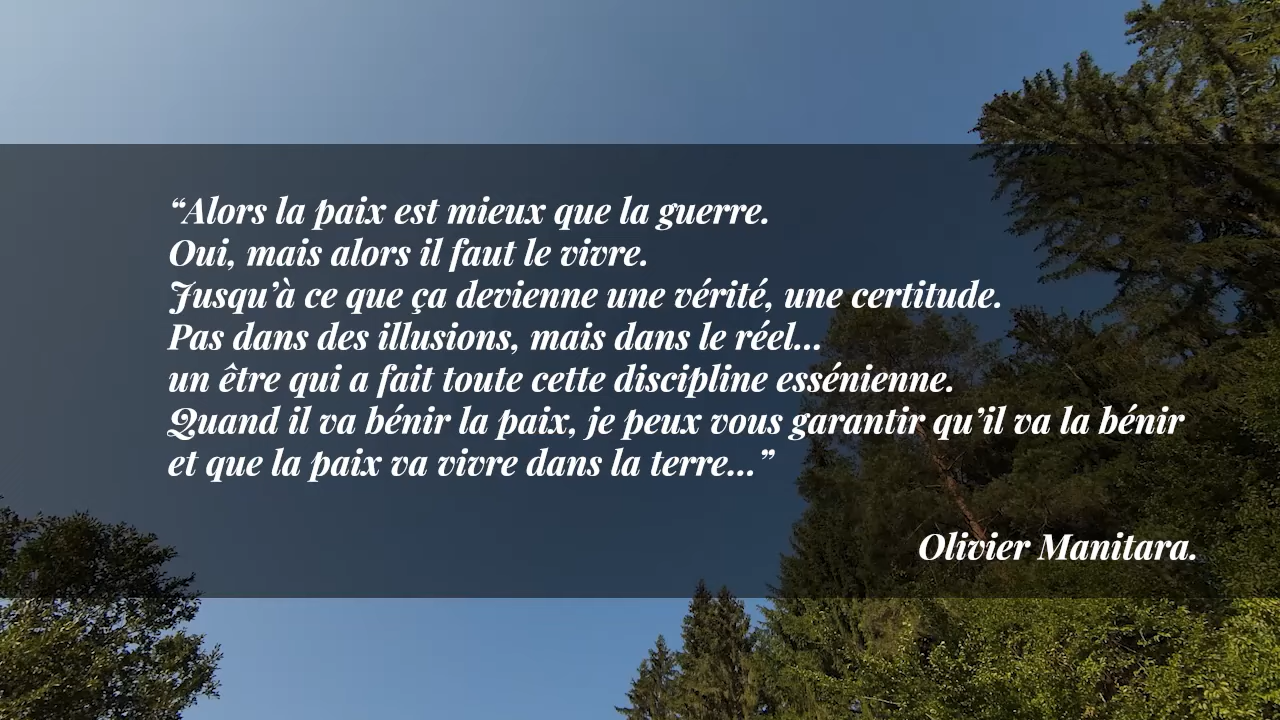 “Alors la paix est mieux que la guerre.
Oui, mais alors il faut le vivre.
Jusqu’à ce que ça devienne une vérité, une certitude.
Pas dans des illusions, mais dans le réel...
un être qui a fait toute cette discipline essénienne.
Quand il va bénir la paix, je peux vous garantir qu’il va la bénir
et que la paix va vivre dans la terre...”
Olivier Manitara.